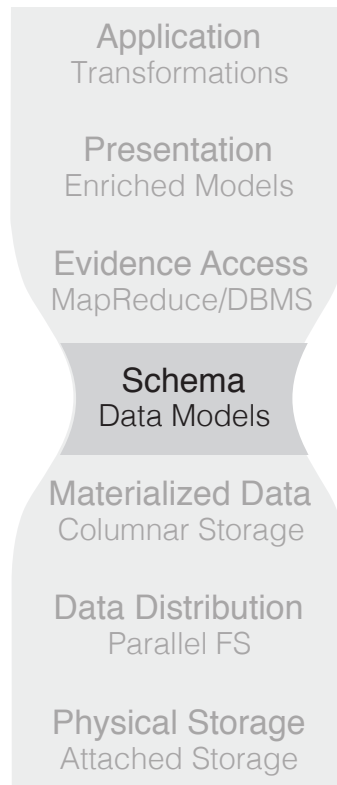 Application
Transformations
Presentation
Enriched Models
Evidence Access
MapReduce/DBMS
Schema
Data Models
Materialized Data
Columnar Storage
Data Distribution
Parallel FS
Physical Storage
Attached Storage